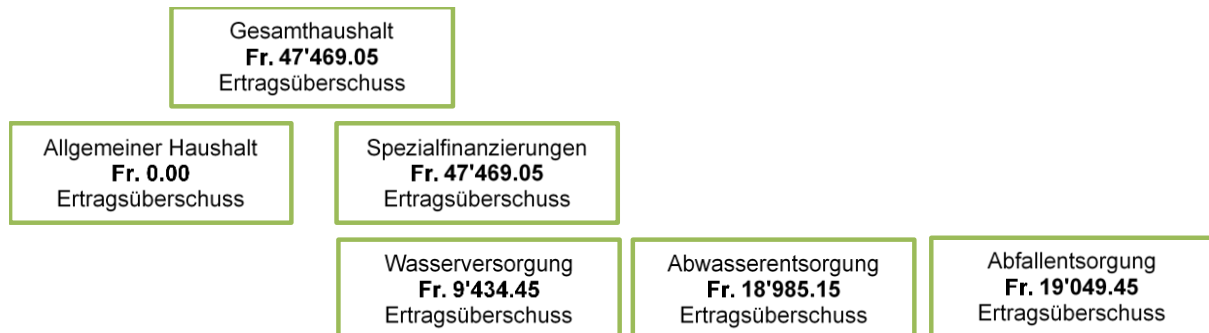 Gesamthaushalt
Fr. 47'469.05
Ertragsüberschuss
Allgemeiner Haushalt
Fr. 0.00
Ertragsüberschuss
Spezialfinanzierungen
Fr. 47'469.05
Ertragsüberschuss
Wasserversorgung
Fr. 9'434.45
Ertragsüberschuss
Abwasserentsorgung
Fr. 18'985.15
Ertragsüberschuss
Abfallentsorgung
Fr. 19'049.45
Ertragsüberschuss